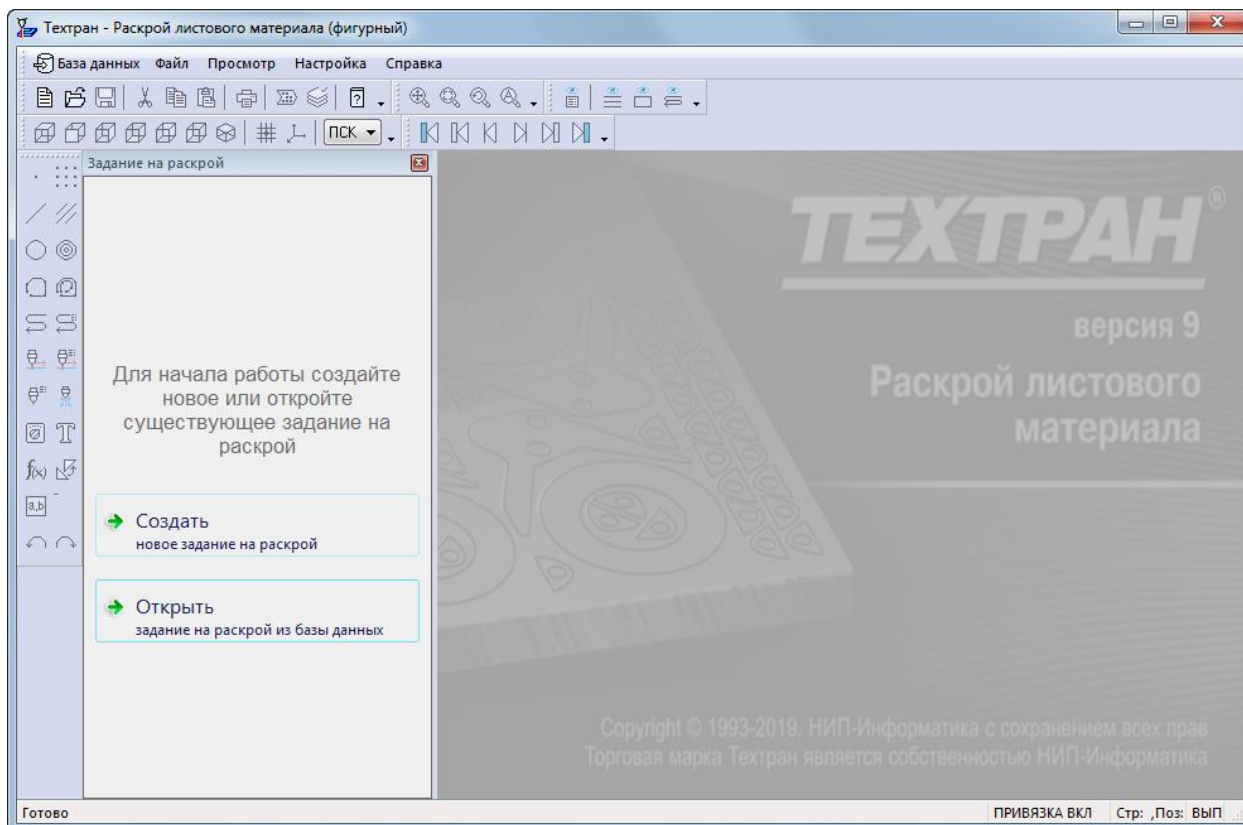 Техтран - Раскрой листового материала (фигурный)
База данных Файл Просмотр Настройка Справка
ПСК
Задание на раскрой
f(x)
a,b
Для начала работы создайте
новое или откройте
существующее задание на
раскрой
Создать
новое задание на раскрой
Открыть
задание на раскрой из базы данных
ТЕХТРАН®
версия 9
Раскрой листового
материала
Copyright © 1993-2019. НИП-Информатика с сохранением всех прав
Торговая марка Техтран является собственностью НИП-Информатика
Готово
ПРИВЯЗКА ВКЛ Стр: ,Поз: ВЫП